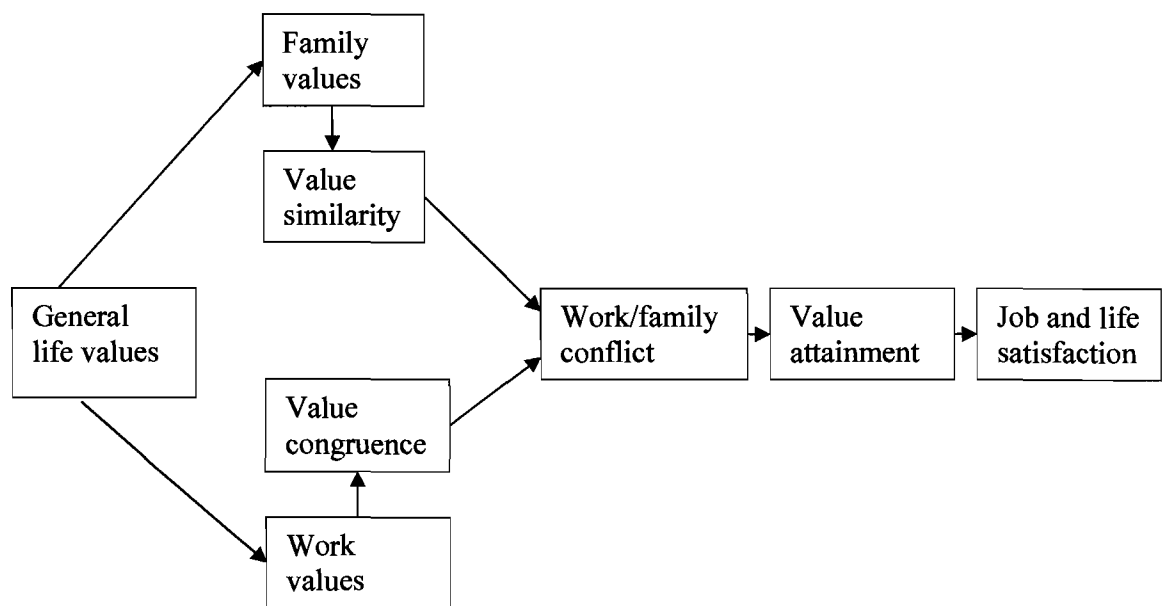 Family
values
Value
similarity
General
life values
Work/family
conflict
Value
attainment
Job and life
satisfaction
Value
congruence
Work
values